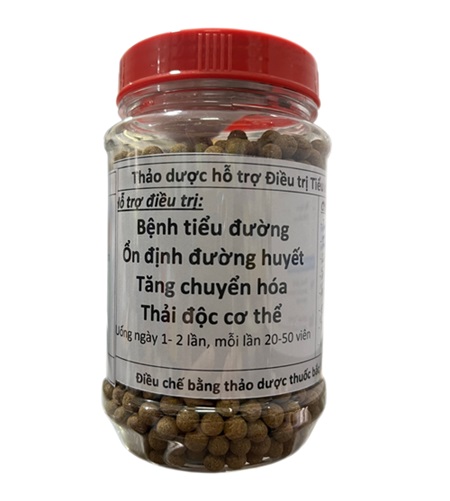 Thảo dược hỗ trợ Điều trị Tiểu
Hỗ trợ điều trị:
Bệnh tiểu đường
Ổn định đường huyết
Tăng chuyển hóa
Thải độc cơ thể
Uống ngày 1- 2 lần, mỗi lần 20-50 viên
Điều chế bằng thảo dược thuốc